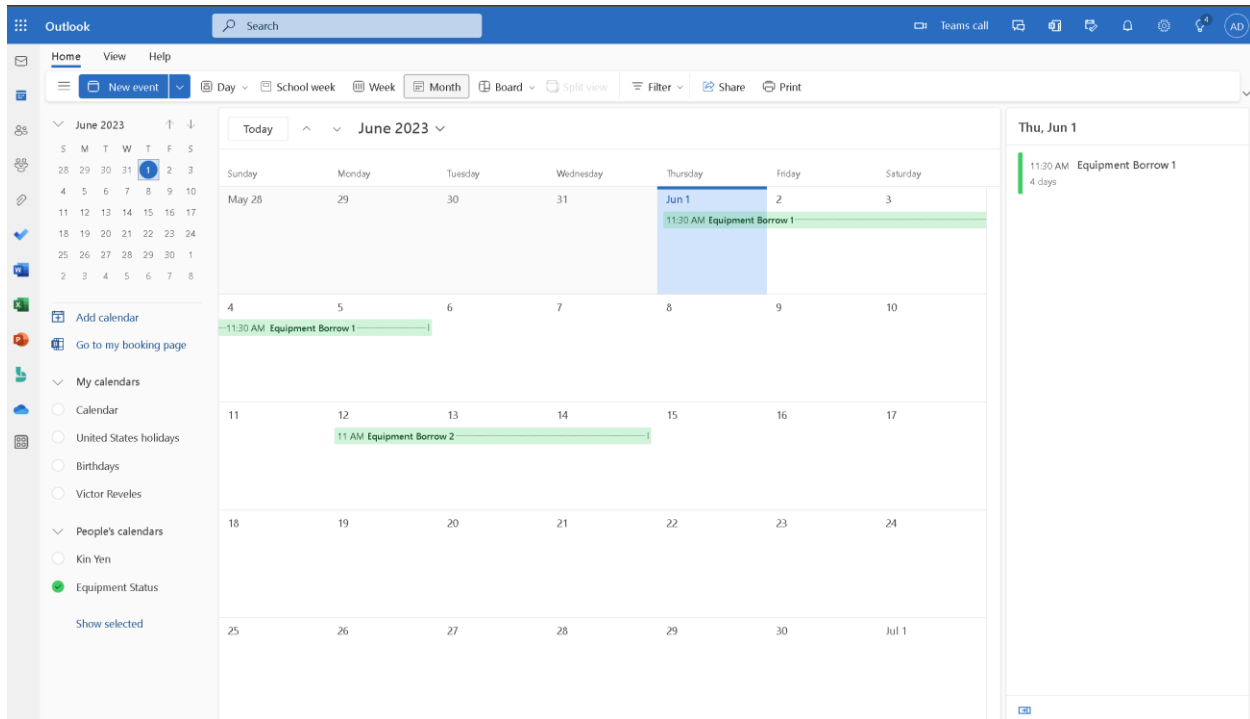 Outlook
Search
Teams call
4
AD
Home View Help
New event
Day School week Week Month Board Split view Filter Share Print
June 2023
S M T W T F S
28 29 30 31 1 2 3
4 5 6 7 8 9 10
11 12 13 14 15 16 17
18 19 20 21 22 23 24
25 26 27 28 29 30 1
2 3 4 5 6 7 8
Add calendar
Go to my booking page
My calendars
Calendar
United States holidays
Birthdays
Victor Reveles
People's calendars
Kin Yen
Equipment Status
Show selected
Today June 2023
Sunday Monday Tuesday Wednesday Thursday Friday Saturday
May 28 29 30 31 Jun 1 2 3
11:30 AM Equipment Borrow 1
4 5 6 7 8 9 10
11:30 AM Equipment Borrow 1
11 12 13 14 15 16 17
11 AM Equipment Borrow 2
18 19 20 21 22 23 24
25 26 27 28 29 30 Jul 1
Thu, Jun 1
11:30 AM Equipment Borrow 1
4 days